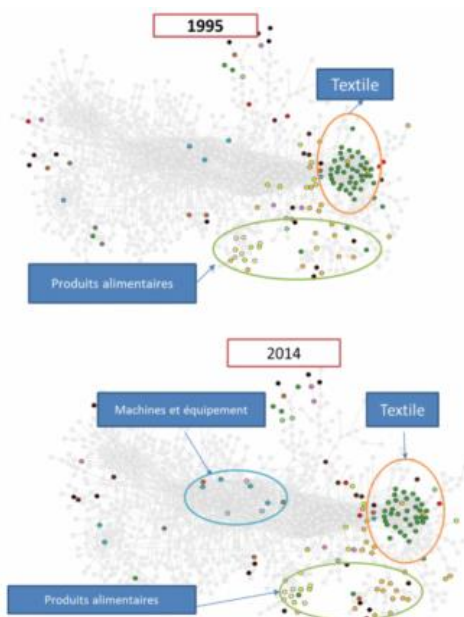 1995
Textile
Produits alimentaires
2014
Machines et équipement
Textile
Produits alimentaires